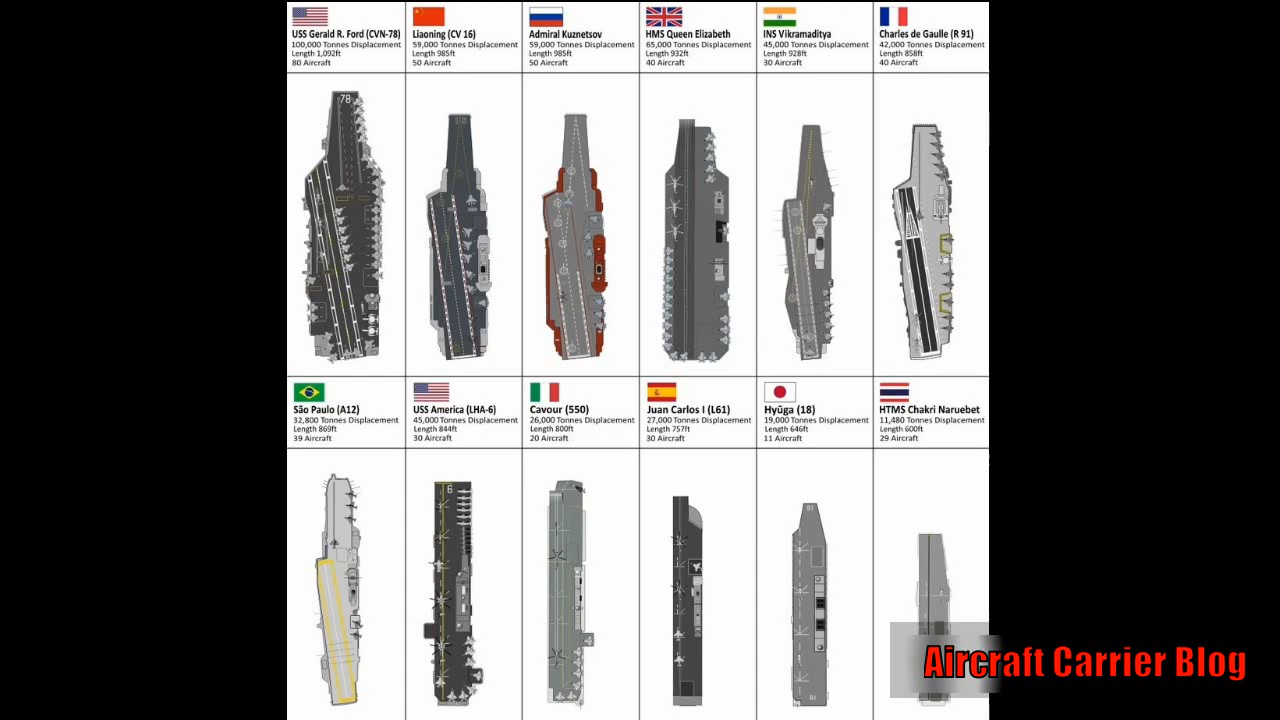 USS Gerald R. Ford (CVN-78)
100,000 Tonnes Displacement
Length 1,092ft
80 Aircraft
Liaoning (CV 16)
59,000 Tonnes Displacement
Length 985ft
50 Aircraft
Admiral Kuznetsov
59,000 Tonnes Displacement
Length 985ft
50 Aircraft
HMS Queen Elizabeth
65,000 Tonnes Displacement
Length 932ft
40 Aircraft
INS Vikramaditya
45,000 Tonnes Displacement
Length 928ft
30 Aircraft
Charles de Gaulle (R 91)
42,000 Tonnes Displacement
Length 858ft
40 Aircraft
78
São Paulo (A12)
32,800 Tonnes Displacement
Length 869ft
39 Aircraft
USS America (LHA-6)
45,000 Tonnes Displacement
Length 844ft
30 Aircraft
Cavour (550)
26,000 Tonnes Displacement
Length 800ft
20 Aircraft
Juan Carlos I (L61)
27,000 Tonnes Displacement
Length 757ft
30 Aircraft
Hyūga (18)
19,000 Tonnes Displacement
Length 646ft
11 Aircraft
HTMS Chakri Naruebet
11,480 Tonnes Displacement
Length 600ft
29 Aircraft
6
81
81
Aircraft Carrier Blog